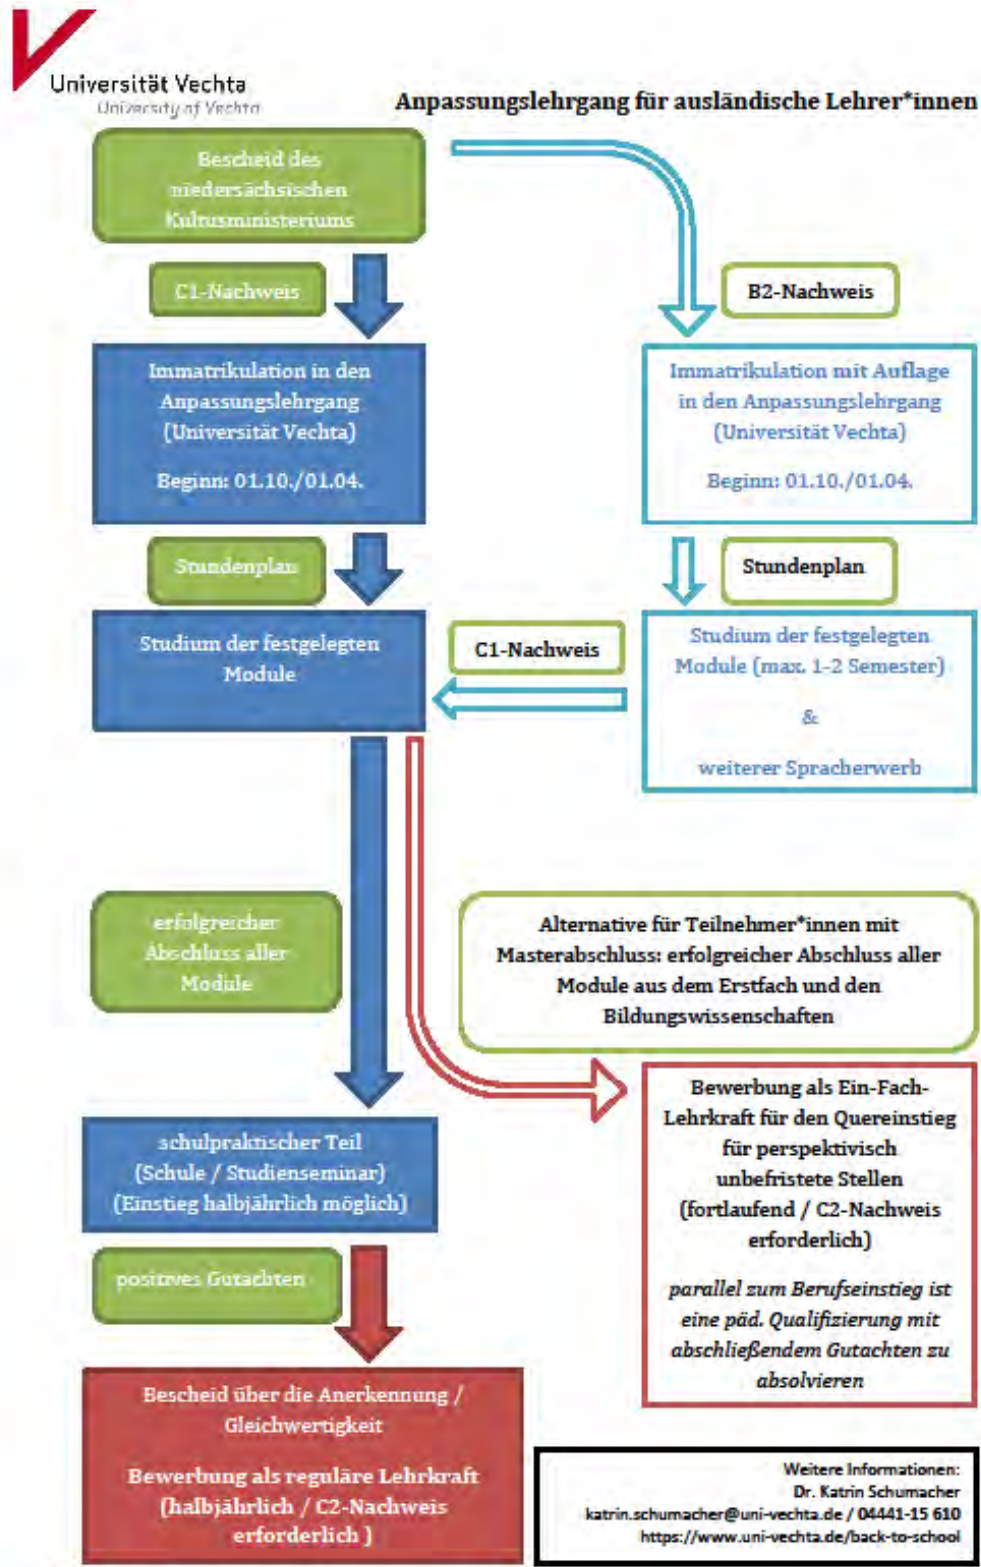 Universität Vechta
University of Vechta
Anpassungslehrgang für ausländische Lehrer*innen
Bescheid des
niedersächsischen
Kultusministeriums
C1-Nachweis
B2-Nachweis
Immatrikulation in den
Anpassungslehrgang
(Universität Vechta)
Beginn: 01.10./01.04.
Immatrikulation mit Auflage
in den Anpassungslehrgang
(Universität Vechta)
Beginn: 01.10./01.04.
Stundenplan
Stundenplan
Studium der festgelegten
Module
C1-Nachweis
Studium der festgelegten
Module (max. 1-2 Semester)
&
weiterer Spracherwerb
erfolgreicher
Abschluss aller
Module
Alternative für Teilnehmer*innen mit
Masterabschluss: erfolgreicher Abschluss aller
Module aus dem Erstfach und den
Bildungswissenschaften
schulpraktischer Teil
(Schule / Studienseminar)
(Einstieg halbjährlich möglich)
Bewerbung als Ein-Fach-
Lehrkraft für den Quereinstieg
für perspektivisch
unbefristete Stellen
(fortlaufend / C2-Nachweis
erforderlich)
parallel zum Berufseinstieg ist
eine päd. Qualifizierung mit
abschließendem Gutachten zu
absolvieren
positives Gutachten
Bescheid über die Anerkennung /
Gleichwertigkeit
Bewerbung als reguläre Lehrkraft
(halbjährlich / C2-Nachweis
erforderlich )
Weitere Informationen:
Dr. Katrin Schumacher
katrin.schumacher@uni-vechta.de / 04441-15 610
https://www.uni-vechta.de/back-to-school